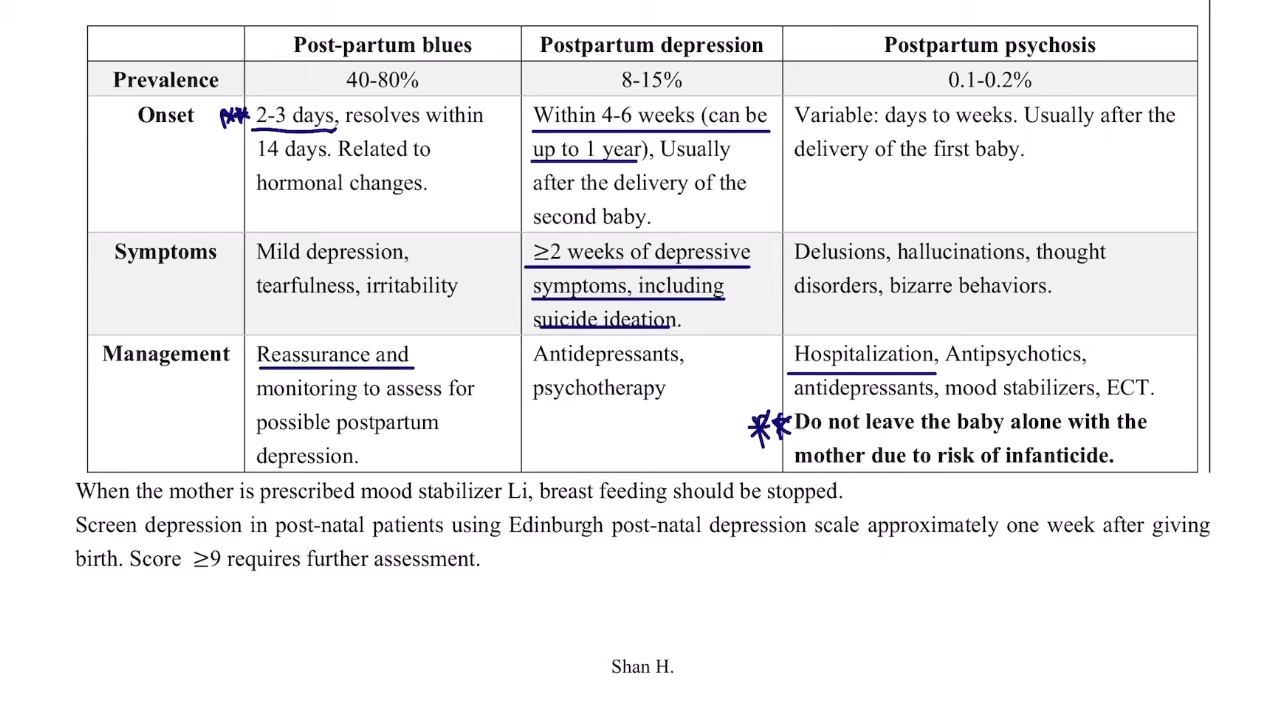 Post-partum blues Postpartum depression Postpartum psychosis
Prevalence 40-80% 8-15% 0.1-0.2%
Onset ** 2-3 days, resolves within Within 4-6 weeks (can be Variable: days to weeks. Usually after the
14 days. Related to up to 1 year), Usually delivery of the first baby.
hormonal changes. after the delivery of the
second baby.
Symptoms Mild depression, ≥2 weeks of depressive Delusions, hallucinations, thought
tearfulness, irritability symptoms, including disorders, bizarre behaviors.
suicide ideation.
Management Reassurance and Antidepressants, Hospitalization, Antipsychotics,
monitoring to assess for psychotherapy antidepressants, mood stabilizers, ECT.
possible postpartum ** Do not leave the baby alone with the
depression. mother due to risk of infanticide.
When the mother is prescribed mood stabilizer Li, breast feeding should be stopped.
Screen depression in post-natal patients using Edinburgh post-natal depression scale approximately one week after giving
birth. Score ≥9 requires further assessment.
Shan H.